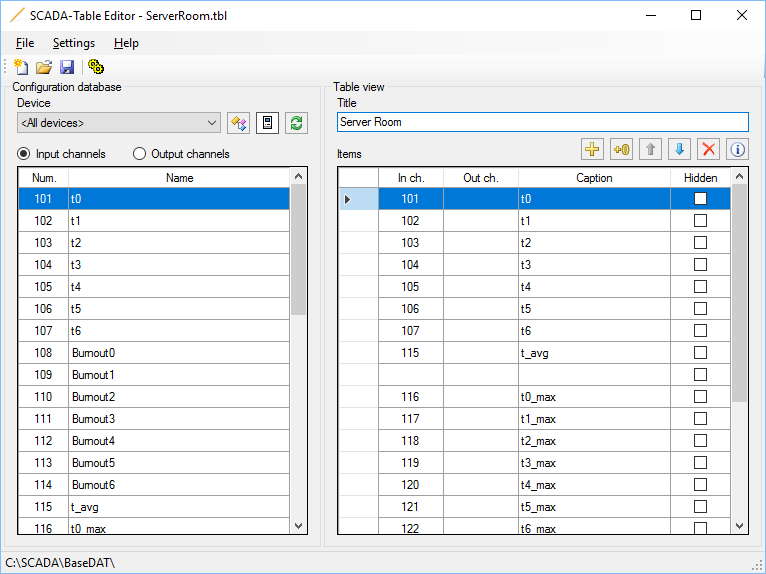 SCADA-Table Editor - ServerRoom.tbl
File Settings Help
Configuration database
Device
<All devices>
Input channels Output channels
Num. Name
101 t0
102 t1
103 t2
104 t3
105 t4
106 t5
107 t6
108 Burnout0
109 Burnout1
110 Burnout2
111 Burnout3
112 Burnout4
113 Burnout5
114 Burnout6
115 t_avg
116 t0_max
Table view
Title
Server Room
Items
+0
In ch. Out ch. Caption Hidden
101 t0
102 t1
103 t2
104 t3
105 t4
106 t5
107 t6
115 t_avg
116 t0_max
117 t1_max
118 t2_max
119 t3_max
120 t4_max
121 t5_max
122 t6_max
C:\SCADA\BaseDAT\